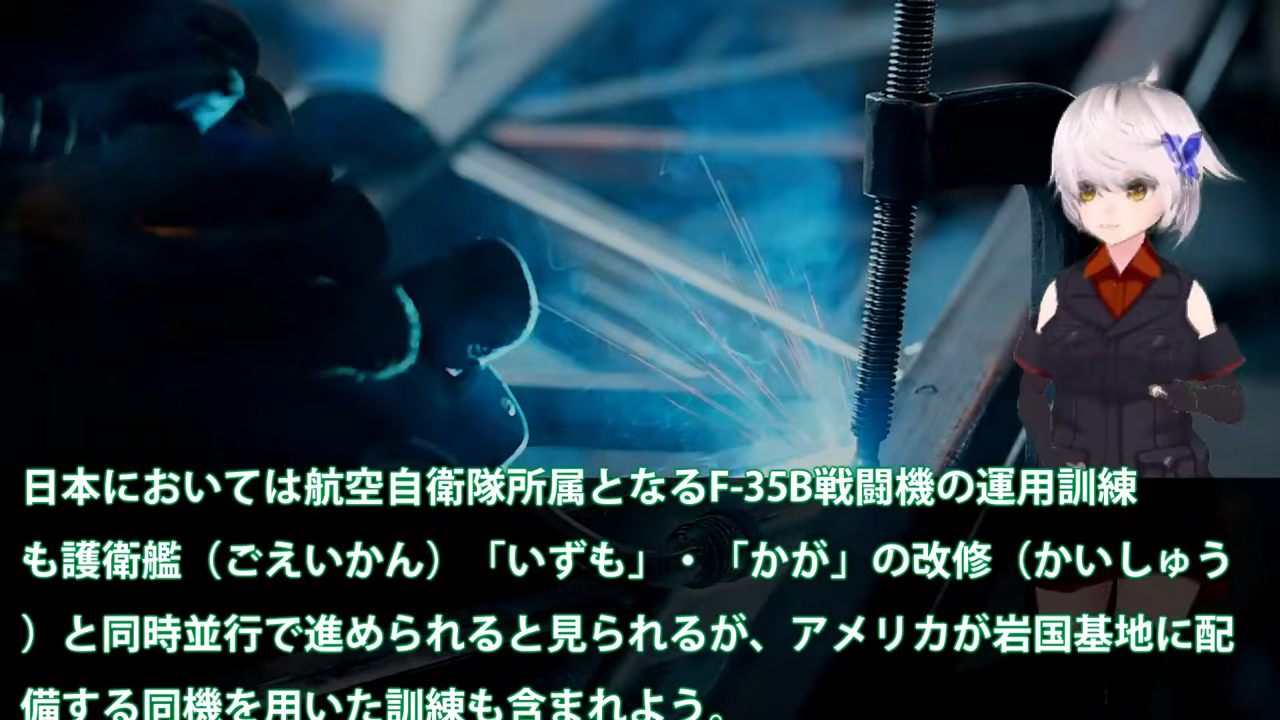 日本においては航空自衛隊所属となるF-35B戦闘機の運用訓練
も護衛艦（ごえいかん）「いずも」・「かが」の改修（かいしゅう
）と同時並行で進められると見られるが、アメリカが岩国基地に配
備する同機を用いた訓練も含まれよう。